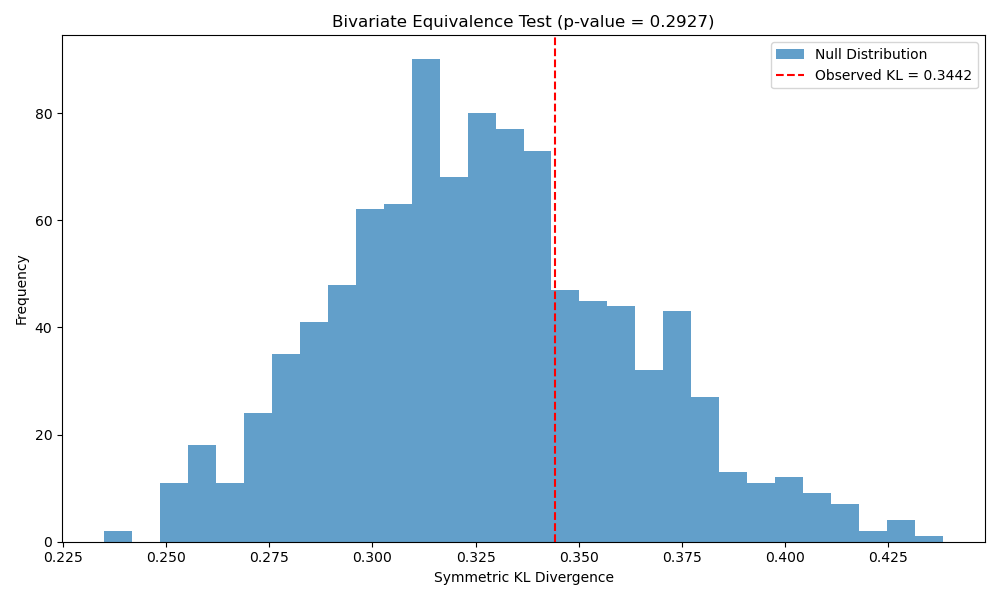 Bivariate Equivalence Test (p-value = 0.2927)
Null Distribution
Observed KL = 0.3442
80
60
40
20
0
Frequency
0.225 0.250 0.275 0.300 0.325 0.350 0.375 0.400 0.425
Symmetric KL Divergence